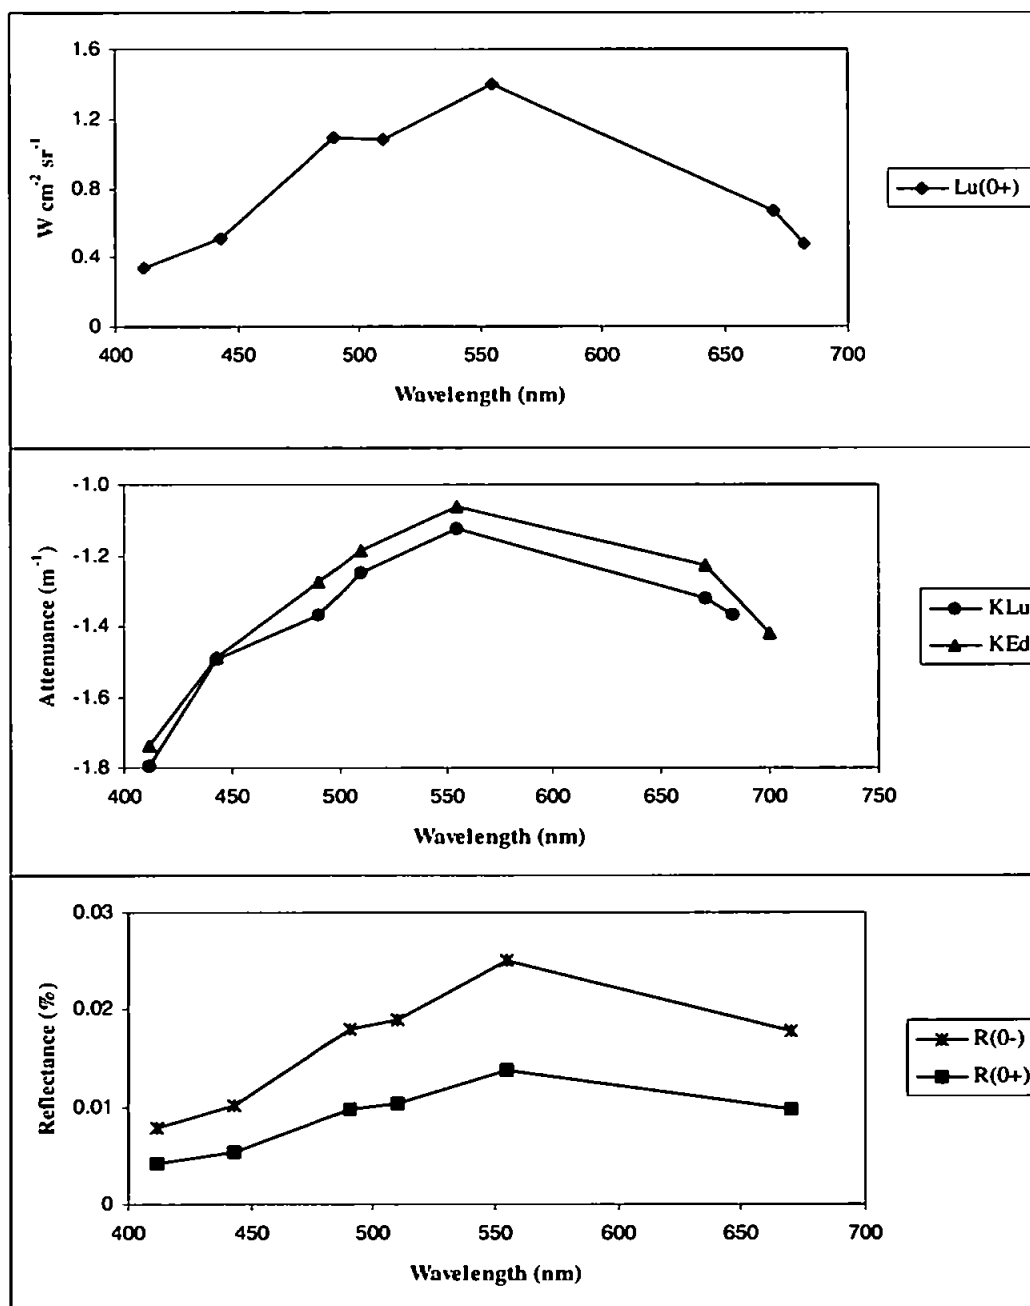 1.6
1.2
0.8
0.4
0
W cm-2 sr-1
400 450 500 550 600 650 700
Wavelength (nm)
Lu(0+)
-1.0
-1.2
-1.4
-1.6
-1.8
Attenuance (m-1)
400 450 500 550 600 650 700 750
Wavelength (nm)
KLu
KEd
0.03
0.02
0.01
0
Reflectance (%)
400 450 500 550 600 650 700
Wavelength (nm)
R(0-)
R(0+)